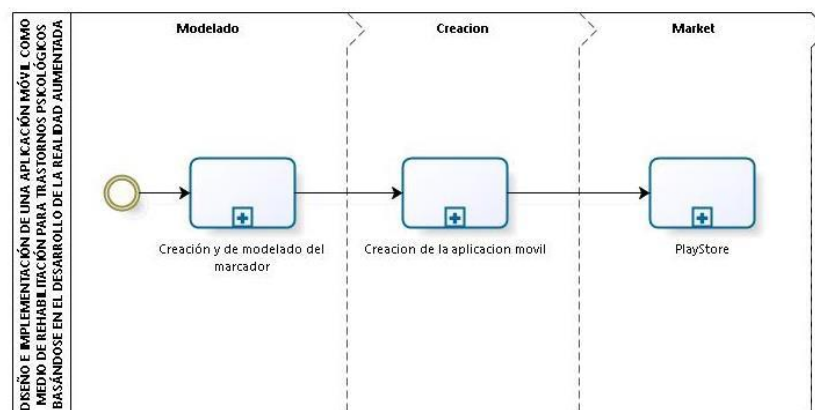 DISEÑO E IMPLEMENTACIÓN DE UNA APLICACIÓN MÓVIL COMO
MEDIO DE REHABILITACIÓN PARA TRASTORNOS PSICOLÓGICOS
BASÁNDOSE EN EL DESARROLLO DE LA REALIDAD AUMENTADA
Modelado
Creacion
Market
Creación y de modelado del
marcador
Creacion de la aplicacion movil
PlayStore